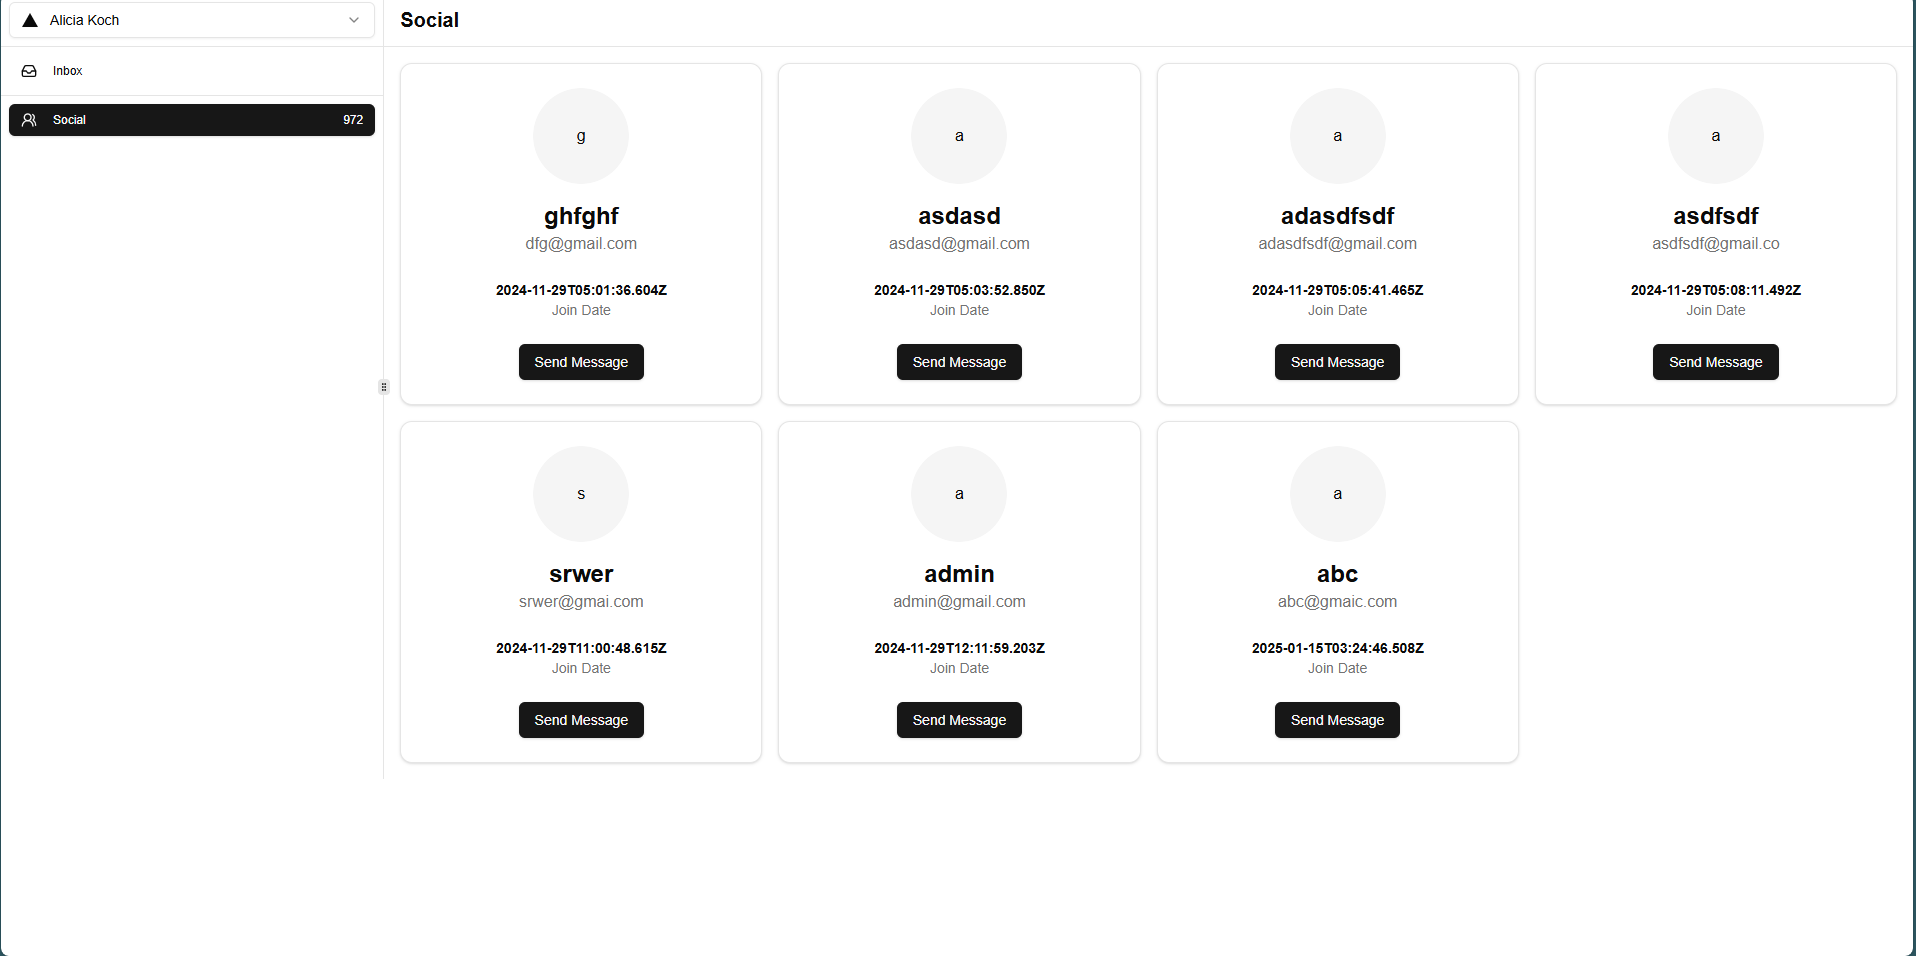 Alicia Koch
Inbox
Social 972
Social
g
ghfghf
dfg@gmail.com
2024-11-29T05:01:36.604Z
Join Date
Send Message
a
asdasd
asdasd@gmail.com
2024-11-29T05:03:52.850Z
Join Date
Send Message
a
adasdfsdf
adasdfsdf@gmail.com
2024-11-29T05:05:41.465Z
Join Date
Send Message
a
asdfsdf
asdfsdf@gmail.co
2024-11-29T05:08:11.492Z
Join Date
Send Message
s
srwer
srwer@gmai.com
2024-11-29T11:00:48.615Z
Join Date
Send Message
a
admin
admin@gmail.com
2024-11-29T12:11:59.203Z
Join Date
Send Message
a
abc
abc@gmaic.com
2025-01-15T03:24:46.508Z
Join Date
Send Message